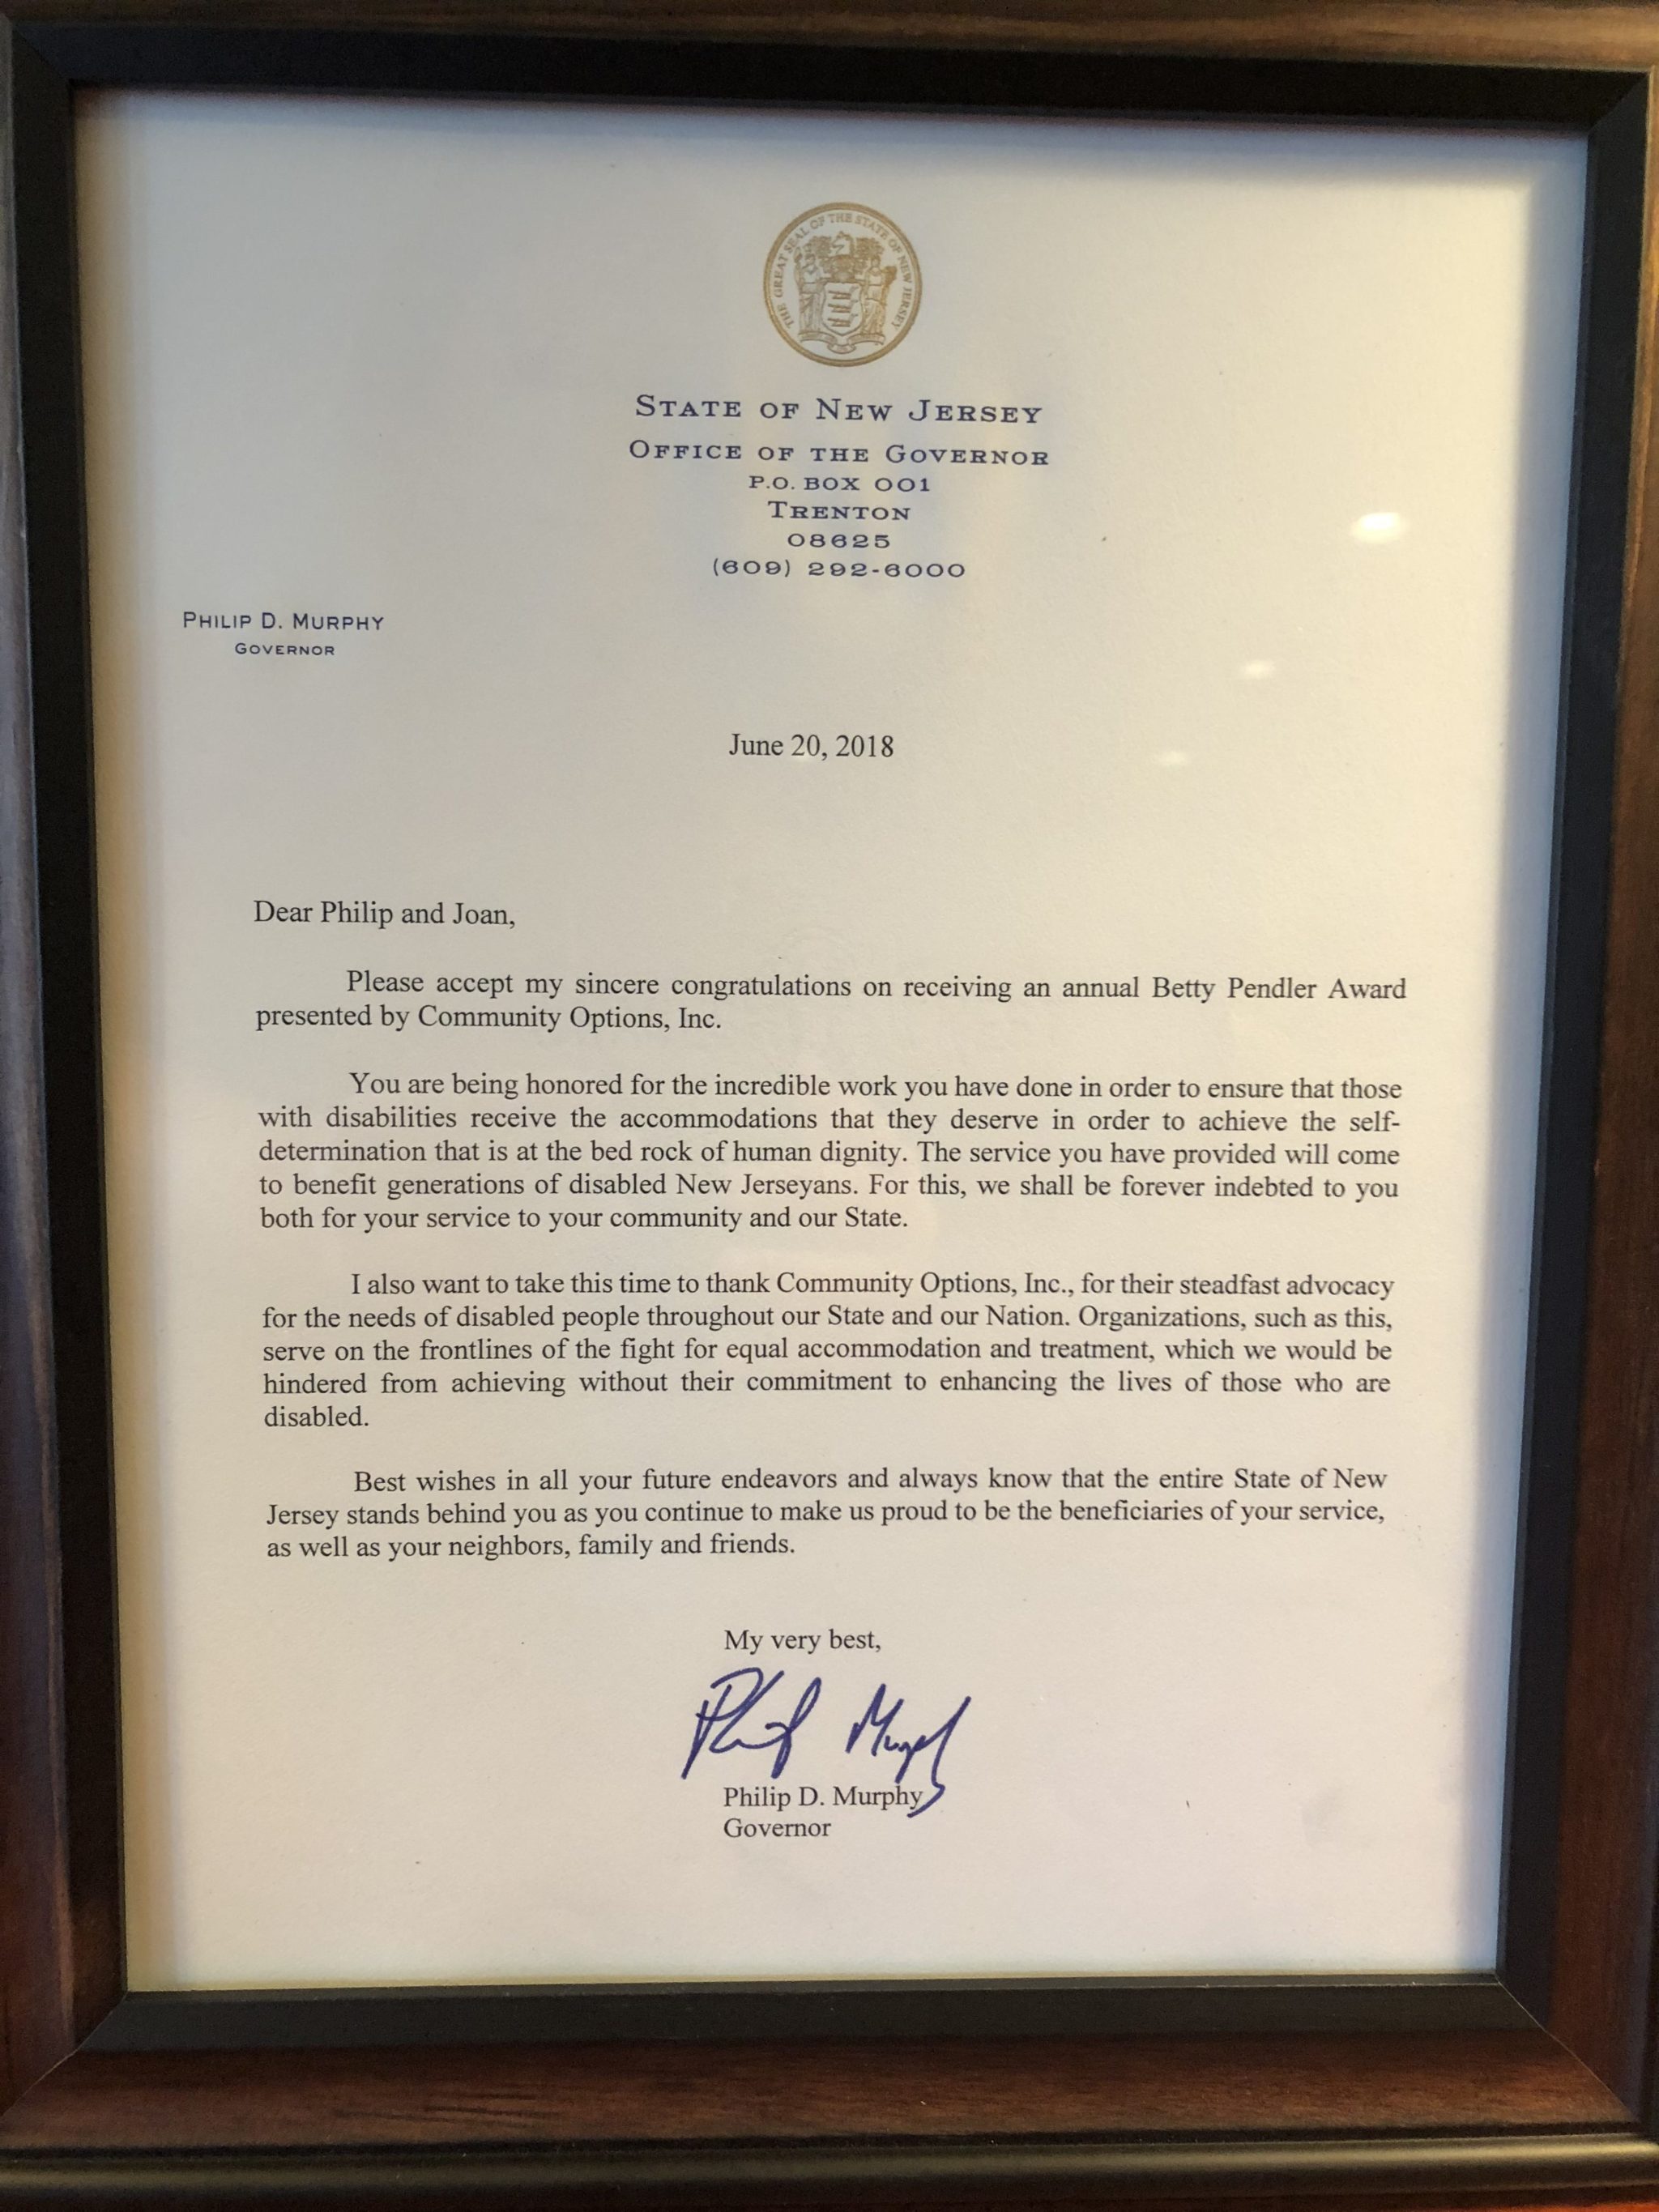 THE GREAT SEAL OF THE STATE OF NEW JERSEY
STATE OF NEW JERSEY
OFFICE OF THE GOVERNOR
P.O. BOX 001
TRENTON
08625
(609) 292-6000
PHILIP D. MURPHY
GOVERNOR
June 20, 2018
Dear Philip and Joan,
Please accept my sincere congratulations on receiving an annual Betty Pendler Award
presented by Community Options, Inc.
You are being honored for the incredible work you have done in order to ensure that those
with disabilities receive the accommodations that they deserve in order to achieve the self-
determination that is at the bed rock of human dignity. The service you have provided will come
to benefit generations of disabled New Jerseyans. For this, we shall be forever indebted to you
both for your service to your community and our State.
I also want to take this time to thank Community Options, Inc., for their steadfast advocacy
for the needs of disabled people throughout our State and our Nation. Organizations, such as this,
serve on the frontlines of the fight for equal accommodation and treatment, which we would be
hindered from achieving without their commitment to enhancing the lives of those who are
disabled.
Best wishes in all your future endeavors and always know that the entire State of New
Jersey stands behind you as you continue to make us proud to be the beneficiaries of your service,
as well as your neighbors, family and friends.
My very best,
Philip Murphy
Philip D. Murphy
Governor